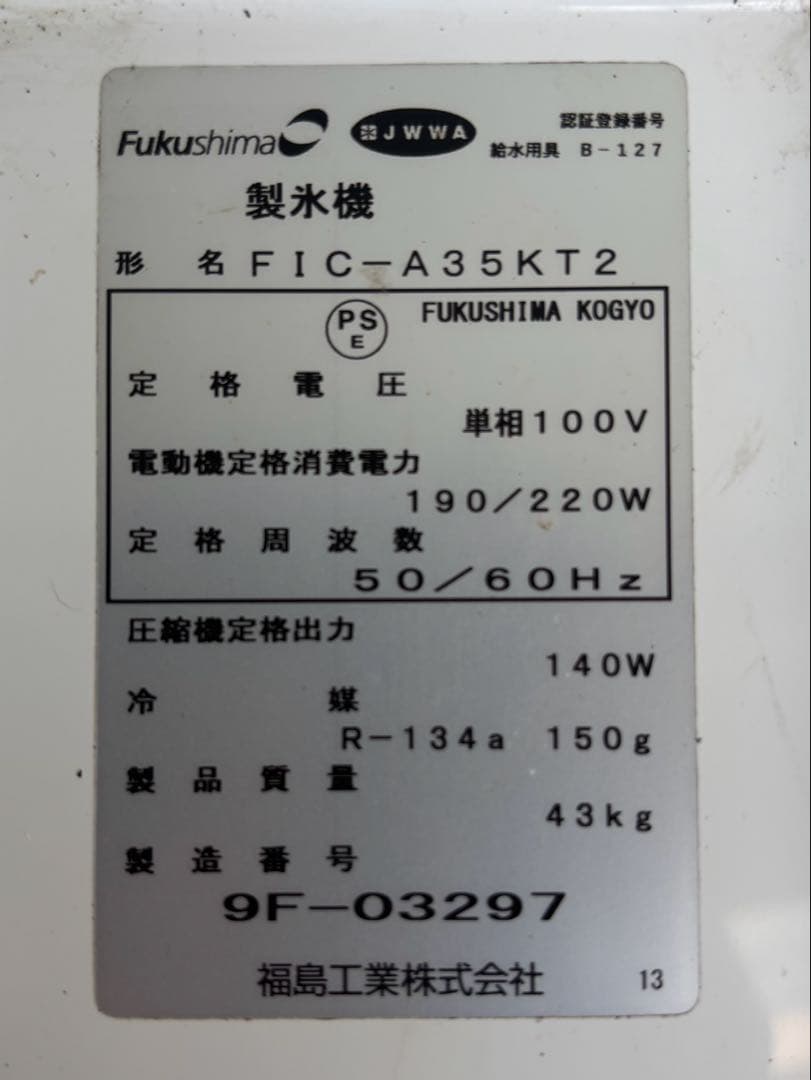 Fukushima JWWA 認証登録番号
給水用具 B-127
製氷機
形名 FIC-A35KT2
PS E FUKUSHIMA KOGYO
定格電圧
単相100V
電動機定格消費電力
190/220W
定格周波数
50/60Hz
圧縮機定格出力
140W
冷媒
R-134a 150g
製品質量
43kg
製造番号
9F-03297
福島工業株式会社 13